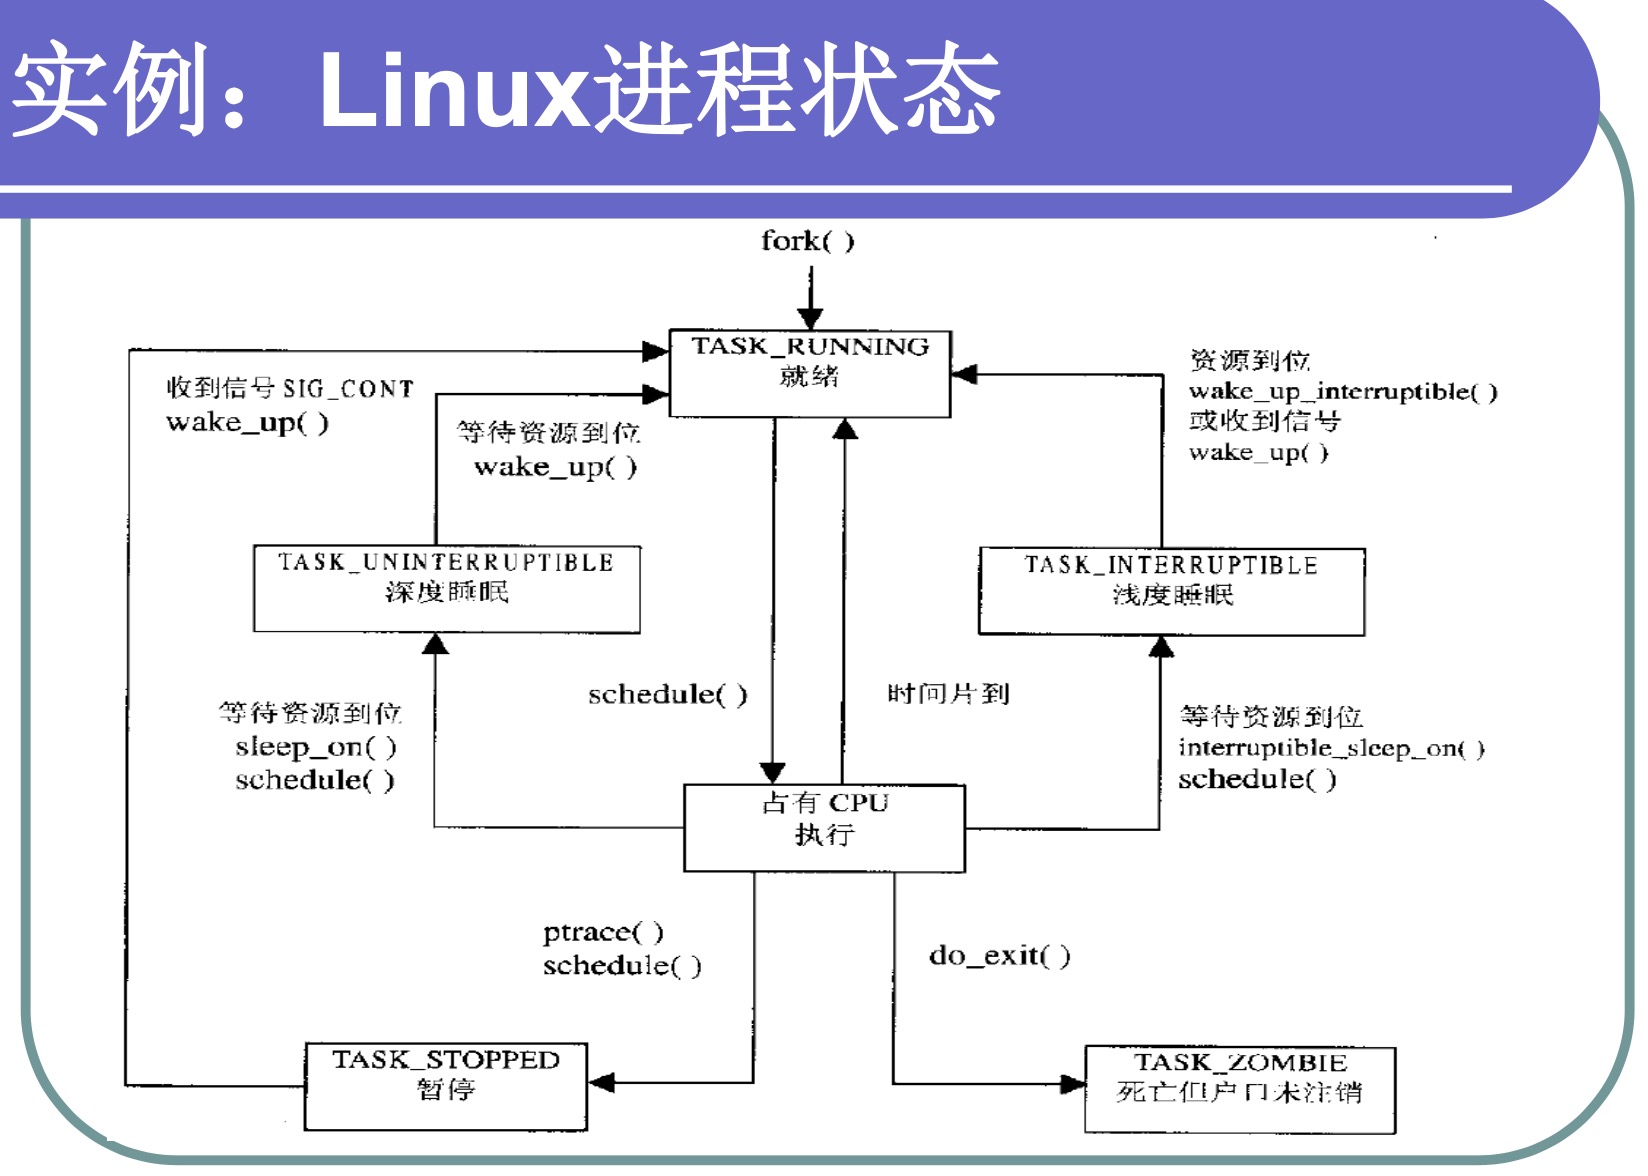 实例：Linux进程状态
fork( )
TASK_RUNNING
就绪
收到信号 SIG_CONT
wake_up( )
等待资源到位
wake_up( )
资源到位
wake_up_interruptible( )
或收到信号
wake_up( )
TASK_UNINTERRUPTIBLE
深度睡眠
TASK_INTERRUPTIBLE
浅度睡眠
schedule( )
时间片到
等待资源到位
sleep_on( )
schedule( )
等待资源到位
interruptible_sleep_on( )
schedule( )
占有 CPU
执行
ptrace( )
schedule( )
do_exit( )
TASK_STOPPED
暂停
TASK_ZOMBIE
死亡但户口未注销